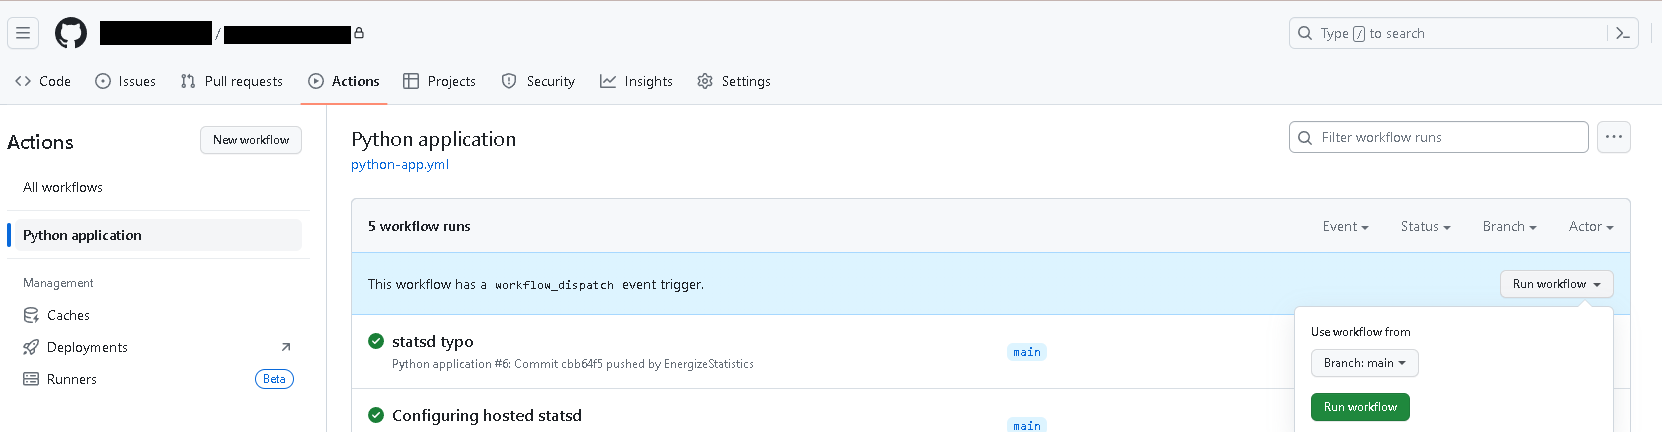 /
Type / to search
Code Issues Pull requests Actions Projects Security Insights Settings
Actions
New workflow
All workflows
Python application
Management
Caches
Deployments
Runners Beta
Python application
python-app.yml
Filter workflow runs
5 workflow runs
Event Status Branch Actor
This workflow has a workflow_dispatch event trigger.
Run workflow
Use workflow from
Branch: main
Run workflow
statsd typo
Python application #6: Commit cbb64f5 pushed by EnergizeStatistics
main
Configuring hosted statsd
main